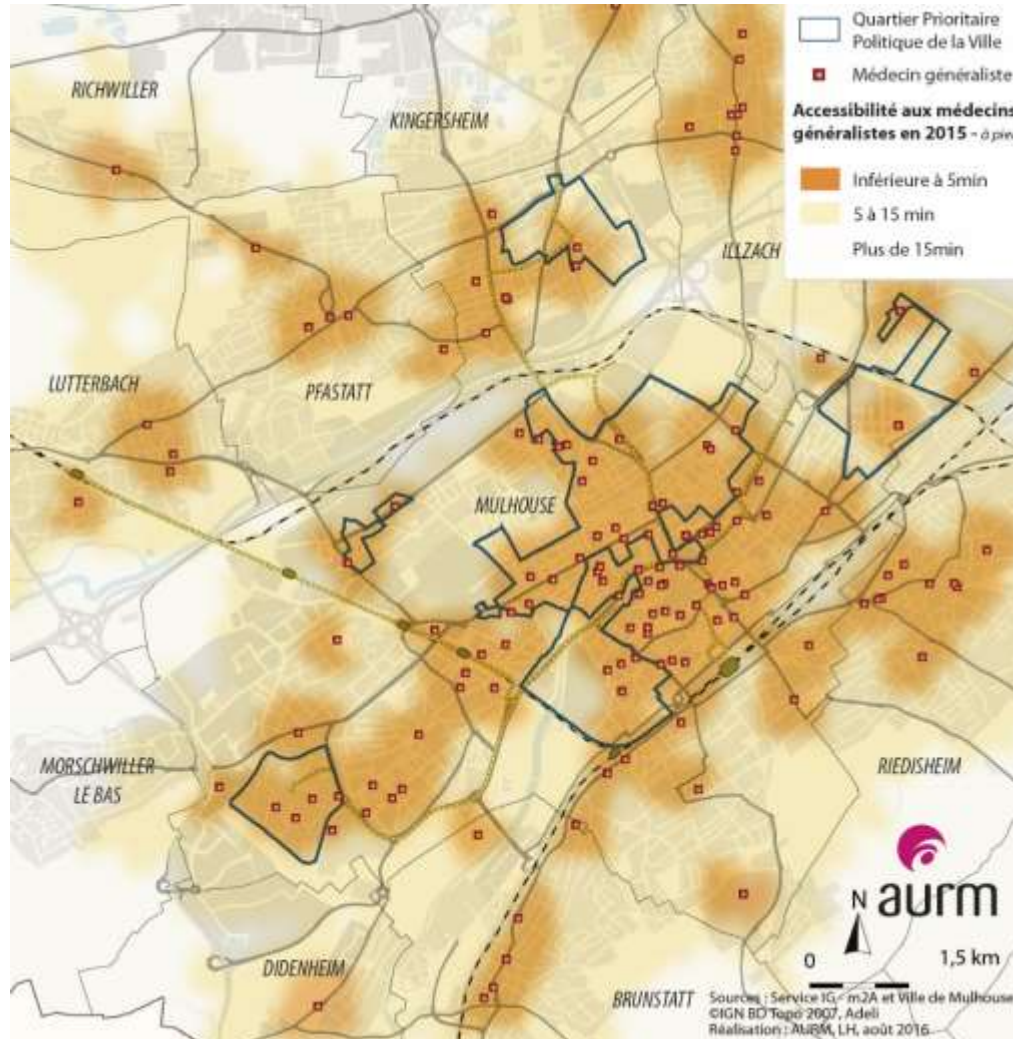 Quartier Prioritaire
Politique de la Ville
Médecin généraliste
Accessibilité aux médecins
généralistes en 2015 - à pied
Inférieure à 5min
5 à 15 min
Plus de 15min
RICHWILLER
KINGERSHEIM
ILLZACH
LUTTERBACH
PFASTATT
MULHOUSE
MORSCHWILLER
LE BAS
RIEDISHEIM
DIDENHEIM
BRUNSTATT
aurm
N
0
1,5 km
Sources : Service IG - m2A et Ville de Mulhouse
©IGN BD Topo 2007, Adeli
Réalisation : AURM, LH, août 2016